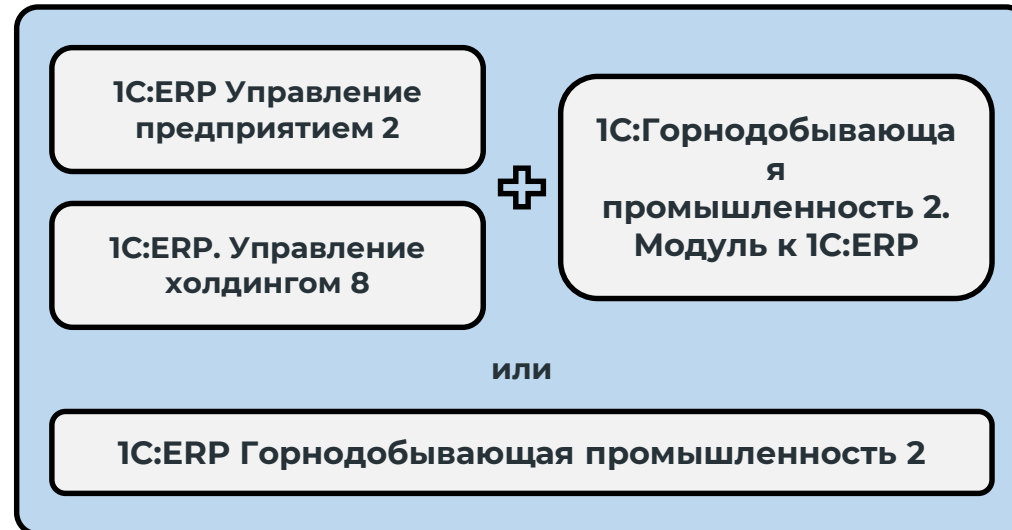 1С:ERP Управление
предприятием 2
1С:ERP. Управление
холдингом 8
1С:Горнодобывающа
я
промышленность 2.
Модуль к 1С:ERP
или
1С:ERP Горнодобывающая промышленность 2